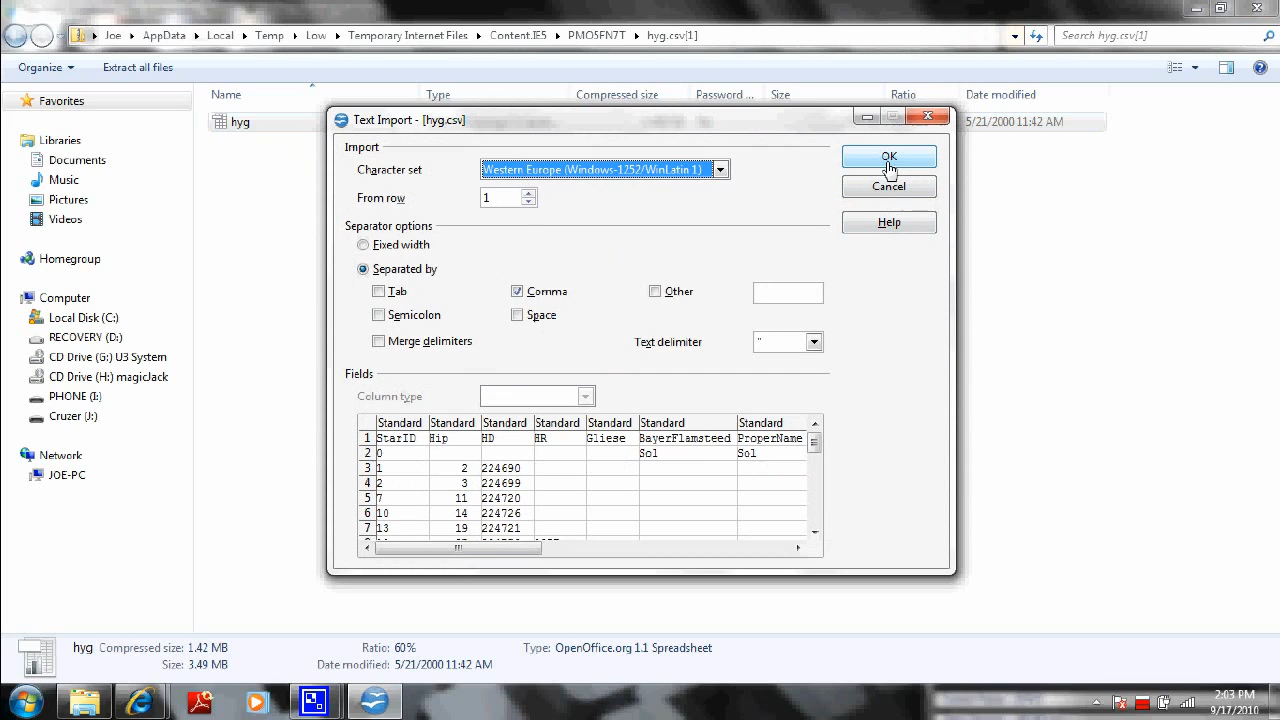 Joe ▸ AppData ▸ Local ▸ Temp ▸ Low ▸ Temporary Internet Files ▸ Content.IE5 ▸ PMO5FN7T ▸ hyg.csv[1]
Search hyg.csv[1]
Organize Extract all files
Name Type Compressed size Password ... Size Ratio Date modified
Favorites
hyg 5/21/2000 11:42 AM
Libraries
Documents
Music
Pictures
Videos
Homegroup
Computer
Local Disk (C:)
RECOVERY (D:)
CD Drive (G:) U3 System
CD Drive (H:) magicJack
PHONE (I:)
Cruzer (J:)
Network
JOE-PC
Text Import - [hyg.csv]
Import
Character set Western Europe (Windows-1252/WinLatin 1)
From row 1
OK
Cancel
Help
Separator options
Fixed width
Separated by
Tab Comma Other
Semicolon Space
Merge delimiters Text delimiter "
Fields
Column type
Standard Standard Standard Standard Standard Standard Standard
1 StarID Hip HD HR Gliese BayerFlamsteed ProperName
2 0 Sol Sol
3 1 2 224690
4 2 3 224699
5 7 11 224720
6 10 14 224726
7 13 19 224721
hyg Compressed size: 1.42 MB Ratio: 60% Type: OpenOffice.org 1.1 Spreadsheet
Size: 3.49 MB Date modified: 5/21/2000 11:42 AM
2:03 PM
9/17/2010